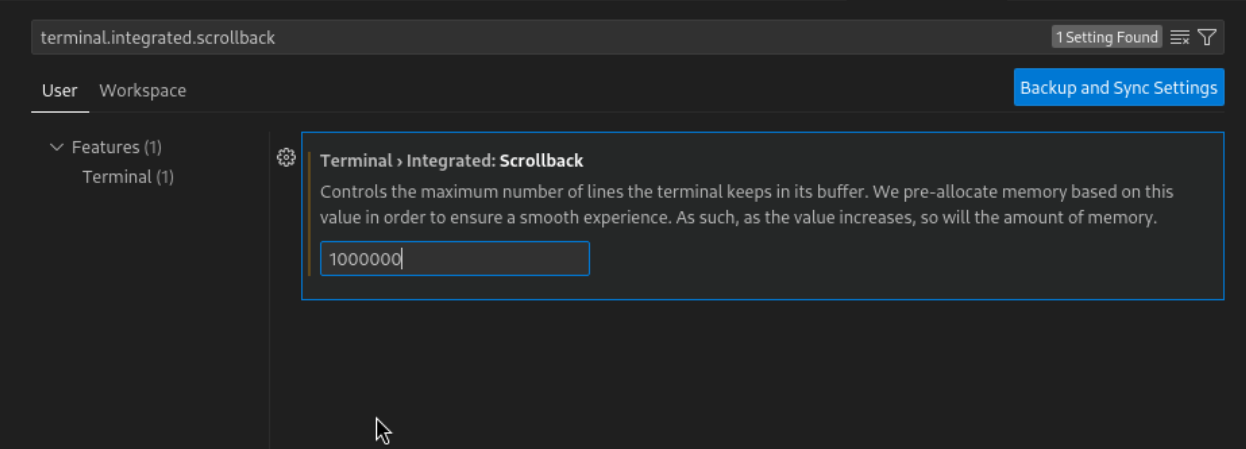 terminal.integrated.scrollback
1 Setting Found
User Workspace
Backup and Sync Settings
Features (1)
Terminal (1)
Terminal › Integrated: Scrollback
Controls the maximum number of lines the terminal keeps in its buffer. We pre-allocate memory based on this
value in order to ensure a smooth experience. As such, as the value increases, so will the amount of memory.
1000000